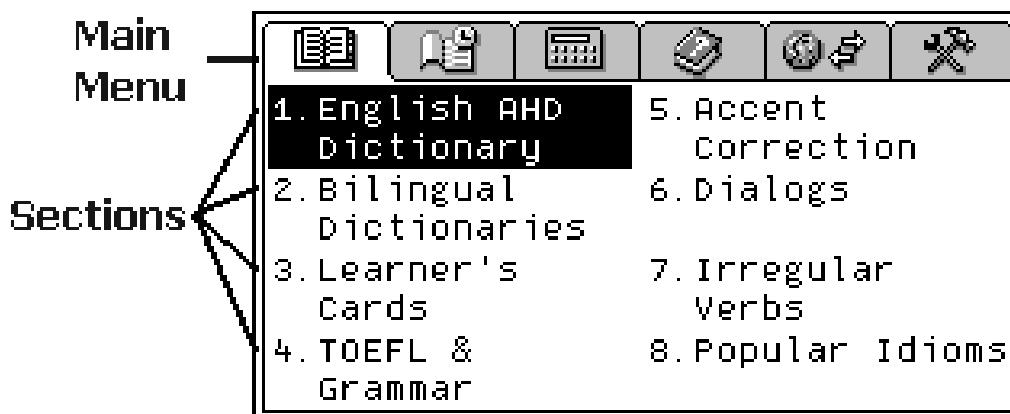 Main
Menu
Sections
1. English AHD
Dictionary
2. Bilingual
Dictionaries
3. Learner's
Cards
4. TOEFL &
Grammar
5. Accent
Correction
6. Dialogs
7. Irregular
Verbs
8. Popular Idioms